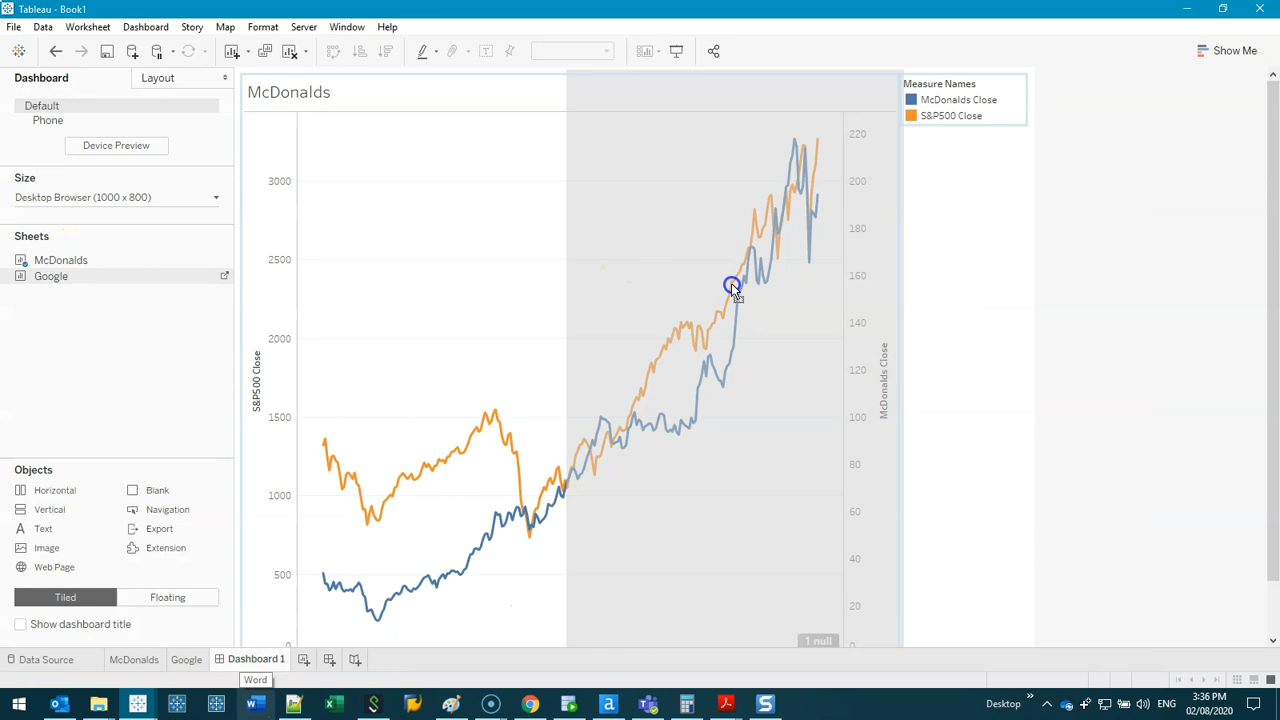 Tableau - Book1
File Data Worksheet Dashboard Story Map Format Server Window Help
Show Me
Dashboard Layout
Default
Phone
Device Preview
Size
Desktop Browser (1000 x 800)
Sheets
McDonalds
Google
Objects
Horizontal Blank
Vertical Navigation
Text Export
Image Extension
Web Page
Tiled Floating
Show dashboard title
McDonalds
3000
2500
2000
1500
1000
500
0
S&P500 Close
220
200
180
160
140
120
100
80
60
40
20
0
McDonalds Close
1 null
Measure Names
McDonalds Close
S&P500 Close
Data Source McDonalds Google Dashboard 1
Word
Desktop
ENG
3:36 PM
02/08/2020